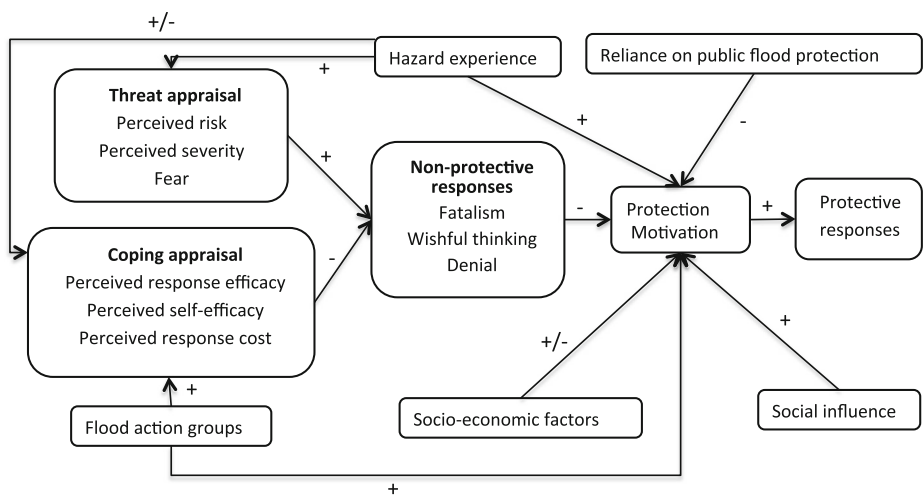 +/-
Hazard experience
Reliance on public flood protection
+
Threat appraisal
Perceived risk
Perceived severity
Fear
+
-
+
Non-protective
responses
Fatalism
Wishful thinking
Denial
-
Protection
Motivation
+
Protective
responses
Coping appraisal
Perceived response efficacy
Perceived self-efficacy
Perceived response cost
-
+/-
+
+
Flood action groups
Socio-economic factors
Social influence
+